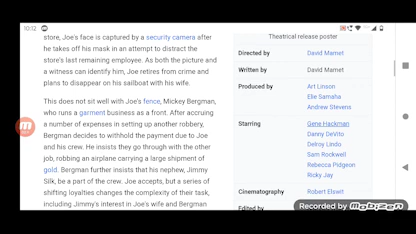 10:12
store, Joe's face is captured by a security camera after
he takes off his mask in an attempt to distract the
store's last remaining employee. As both the picture and
a witness can identify him, Joe retires from crime and
plans to disappear on his sailboat with his wife.
This does not sit well with Joe's fence, Mickey Bergman,
who runs a garment business as a front. After accruing
a number of expenses in setting up another robbery,
Bergman decides to withhold the payment due to Joe
and his crew. He insists they go through with the other
job, robbing an airplane carrying a large shipment of
gold. Bergman further insists that his nephew, Jimmy
Silk, be a part of the crew. Joe accepts, but a series of
shifting loyalties changes the complexity of their task,
including Jimmy's interest in Joe's wife and Bergman
Theatrical release poster
Directed by David Mamet
Written by David Mamet
Produced by Art Linson
Elie Samaha
Andrew Stevens
Starring Gene Hackman
Danny DeVito
Delroy Lindo
Sam Rockwell
Rebecca Pidgeon
Ricky Jay
Cinematography Robert Elswit
Edited by
Recorded by Mobizen